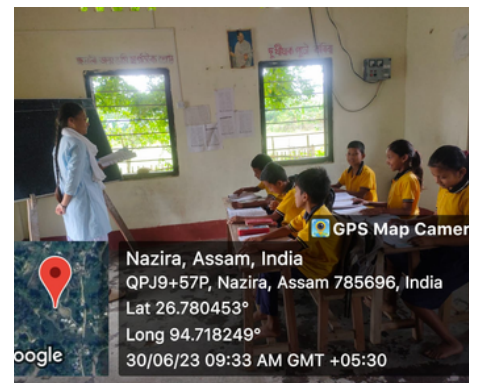 GPS Map Camer
Nazira, Assam, India
QPJ9+57P, Nazira, Assam 785696, India
Lat 26.780453°
Long 94.718249°
30/06/23 09:33 AM GMT +05:30
oogle